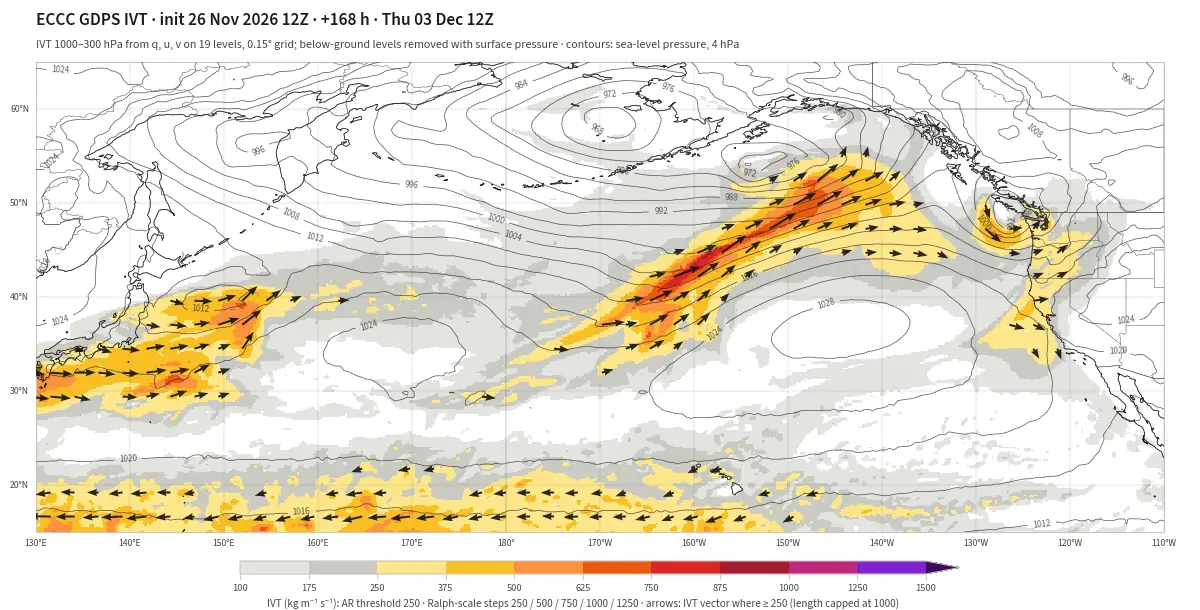 ECCC GDPS IVT · init 26 Nov 2026 12Z · +168 h · Thu 03 Dec 12Z
IVT 1000–300 hPa from q, u, v on 19 levels, 0.15° grid; below-ground levels removed with surface pressure · contours: sea-level pressure, 4 hPa
1024 984 972 976 996
60°N
968 1008
996
1024
972 976
996
988
50°N
1008 1000 992
1012 1004
1016
40°N
1012 1028
1024 1024 1024 1024
1020
30°N
1020
20°N
1016 1012
130°E 140°E 150°E 160°E 170°E 180° 170°W 160°W 150°W 140°W 130°W 120°W 110°W
100 175 250 375 500 625 750 875 1000 1250 1500
IVT (kg m⁻¹ s⁻¹): AR threshold 250 · Ralph-scale steps 250 / 500 / 750 / 1000 / 1250 · arrows: IVT vector where ≥ 250 (length capped at 1000)